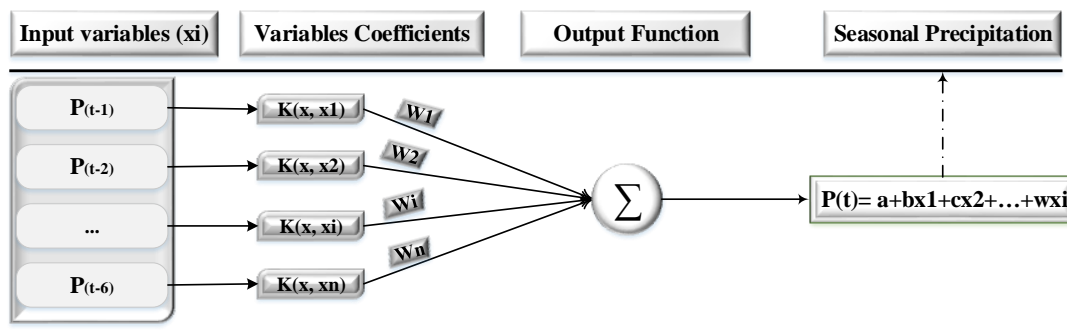 Input variables (xi) Variables Coefficients Output Function Seasonal Precipitation
P(t-1) K(x, x1) W1
P(t-2) K(x, x2) W2
... K(x, xi) Wi
P(t-6) K(x, xn) Wn
∑
P(t)= a+bx1+cx2+…+wxi